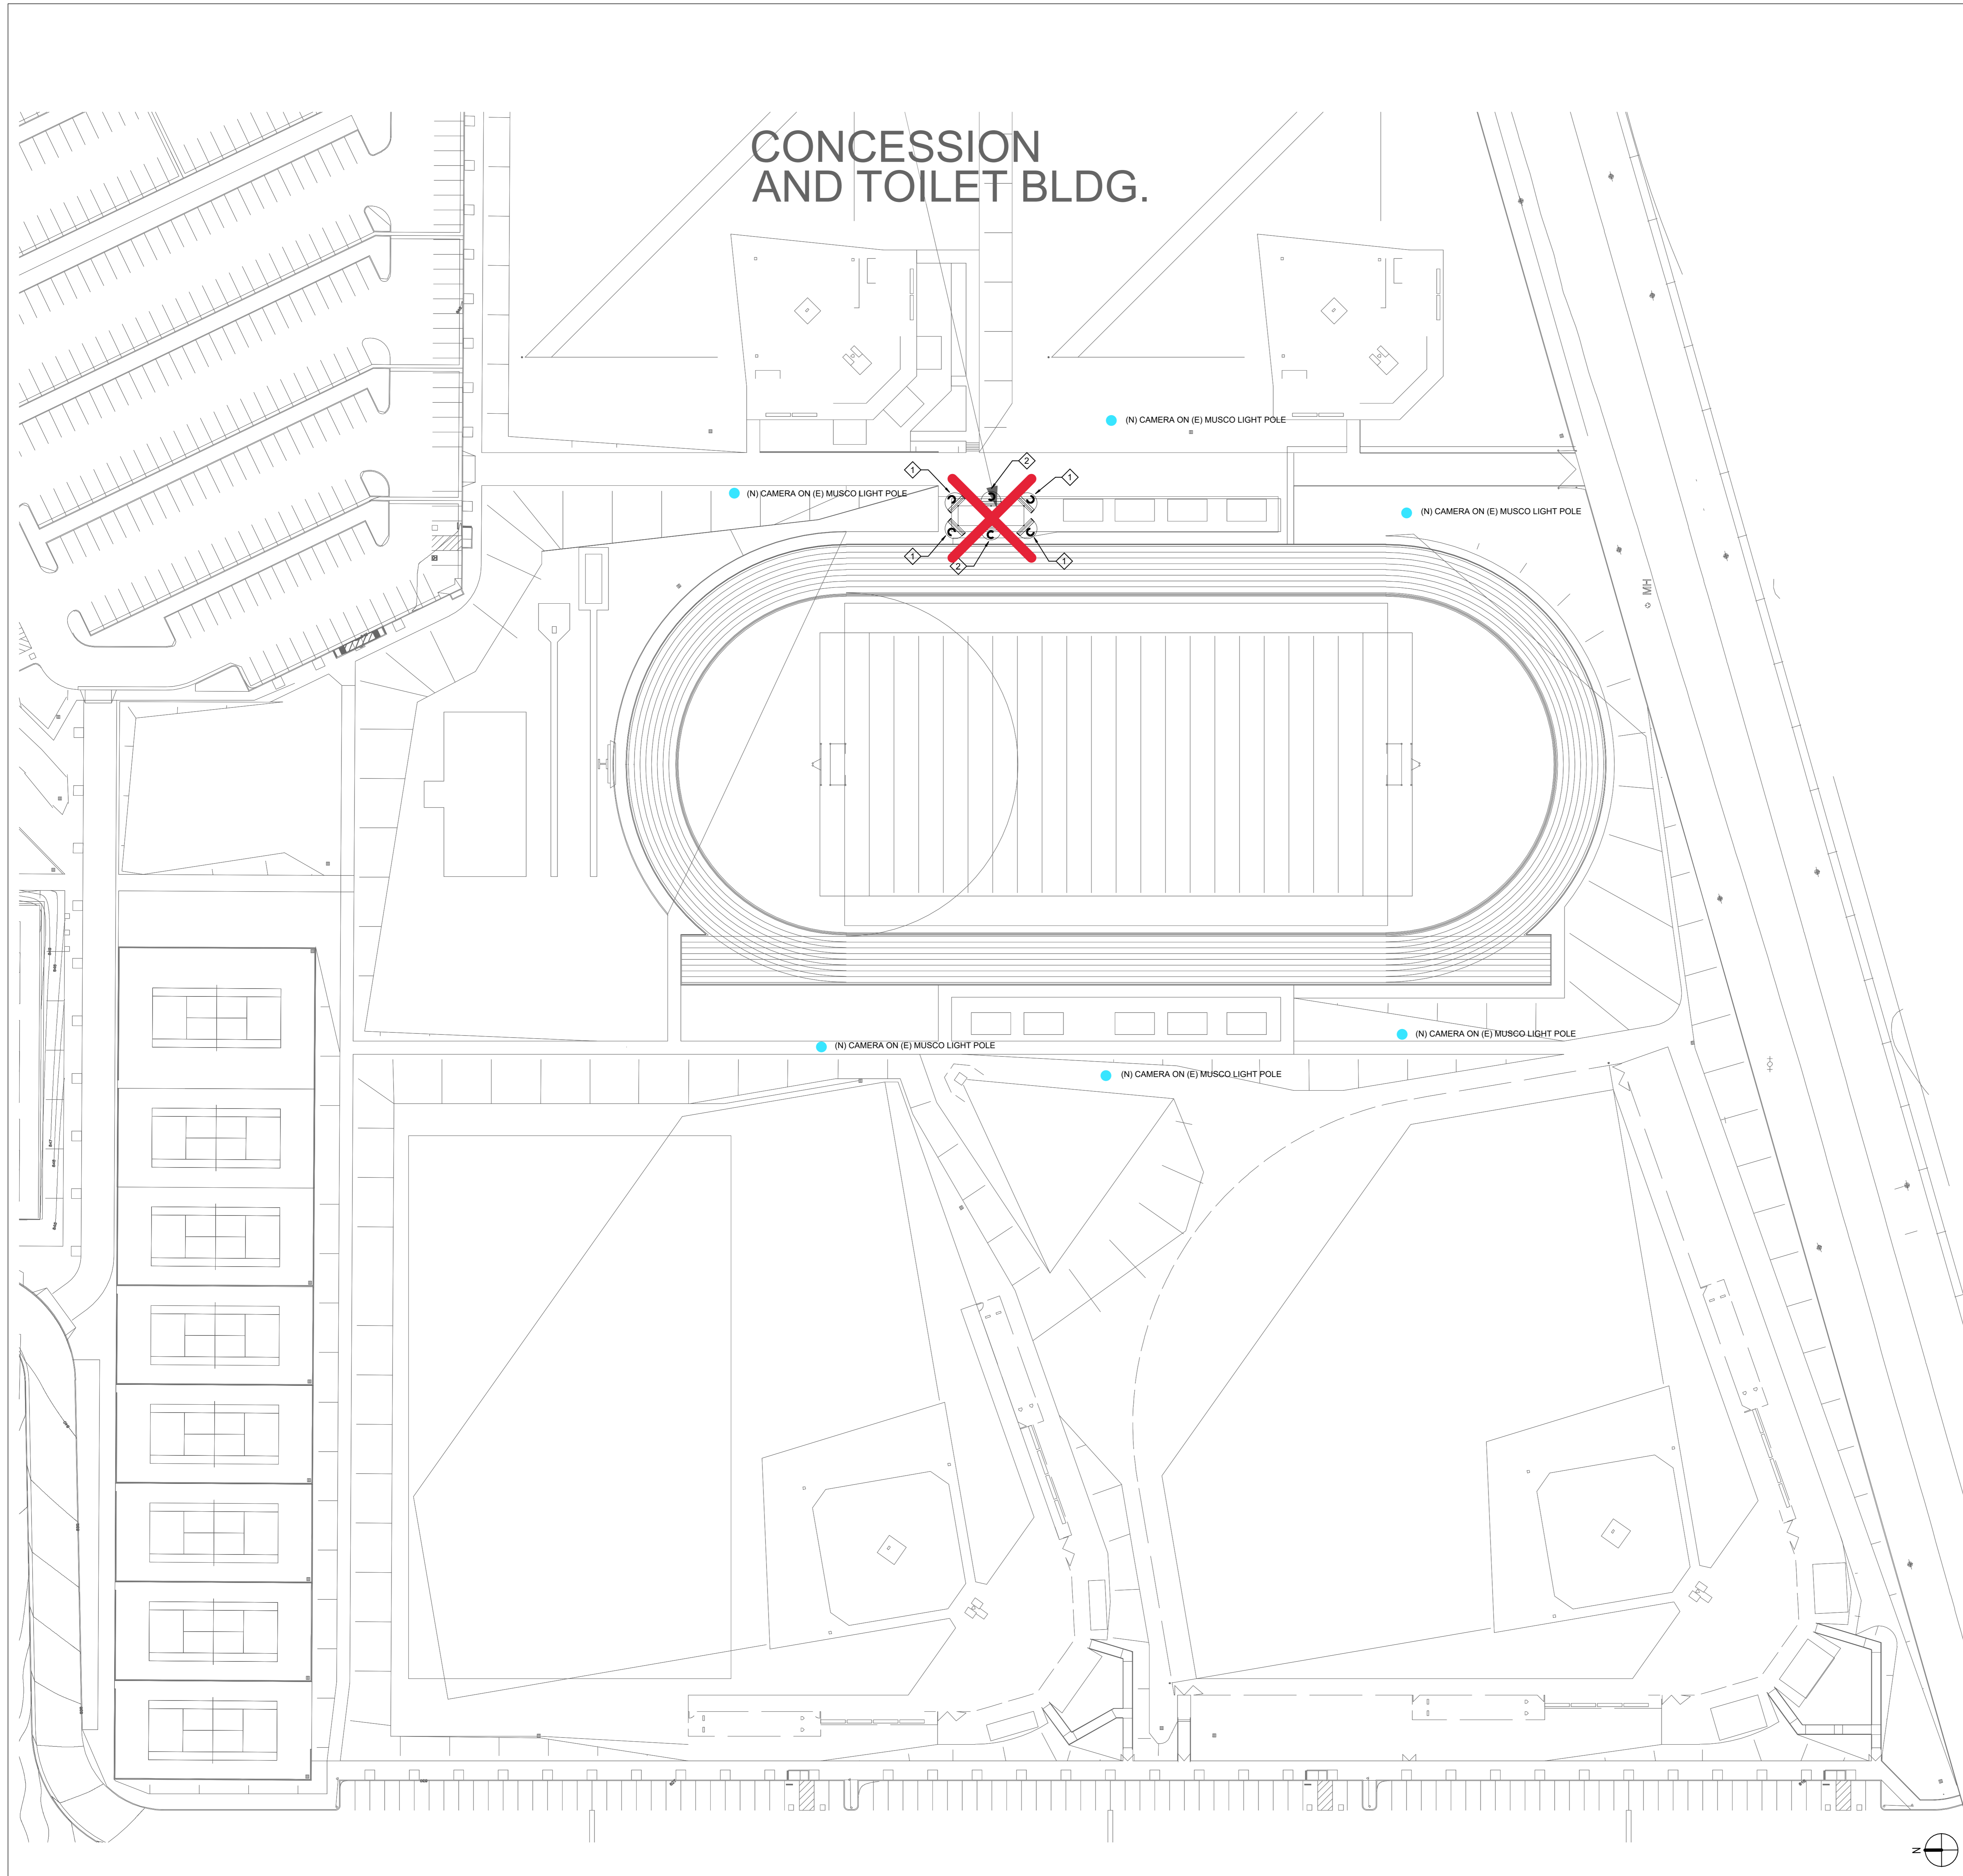 CONCESSION
AND TOILET BLDG.
(N) CAMERA ON (E) MUSCO LIGHT POLE
2
1
1
(N) CAMERA ON (E) MUSCO LIGHT POLE
(N) CAMERA ON (E) MUSCO LIGHT POLE
1
2
1
MH
(N) CAMERA ON (E) MUSCO LIGHT POLE
(N) CAMERA ON (E) MUSCO LIGHT POLE
(N) CAMERA ON (E) MUSCO LIGHT POLE
N